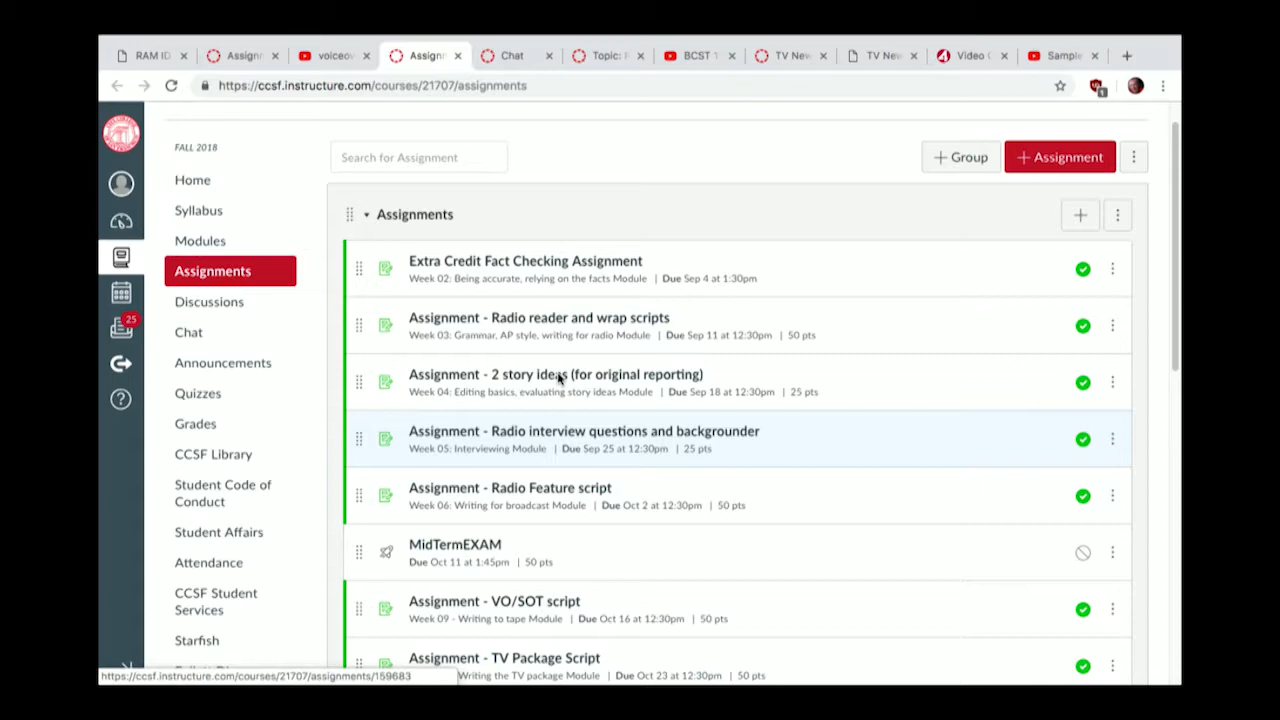 RAM ID
Assign
voiceov
Assign
Chat
Topic: F
BCST 1
TV New
TV New
Video
Sample
https://ccsf.instructure.com/courses/21707/assignments
1
FALL 2018
Home
Syllabus
Modules
Assignments
Discussions
Chat
Announcements
Quizzes
Grades
CCSF Library
Student Code of
Conduct
Student Affairs
Attendance
CCSF Student
Services
Starfish
25
Search for Assignment
+ Group
+ Assignment
Assignments
Extra Credit Fact Checking Assignment
Week 02: Being accurate, relying on the facts Module | Due Sep 4 at 1:30pm
Assignment - Radio reader and wrap scripts
Week 03: Grammar, AP style, writing for radio Module | Due Sep 11 at 12:30pm | 50 pts
Assignment - 2 story ideas (for original reporting)
Week 04: Editing basics, evaluating story ideas Module | Due Sep 18 at 12:30pm | 25 pts
Assignment - Radio interview questions and backgrounder
Week 05: Interviewing Module | Due Sep 25 at 12:30pm | 25 pts
Assignment - Radio Feature script
Week 06: Writing for broadcast Module | Due Oct 2 at 12:30pm | 50 pts
MidTermEXAM
Due Oct 11 at 1:45pm | 50 pts
Assignment - VO/SOT script
Week 09 - Writing to tape Module | Due Oct 16 at 12:30pm | 50 pts
Assignment - TV Package Script
Writing the TV package Module | Due Oct 23 at 12:30pm | 50 pts
https://ccsf.instructure.com/courses/21707/assignments/159683